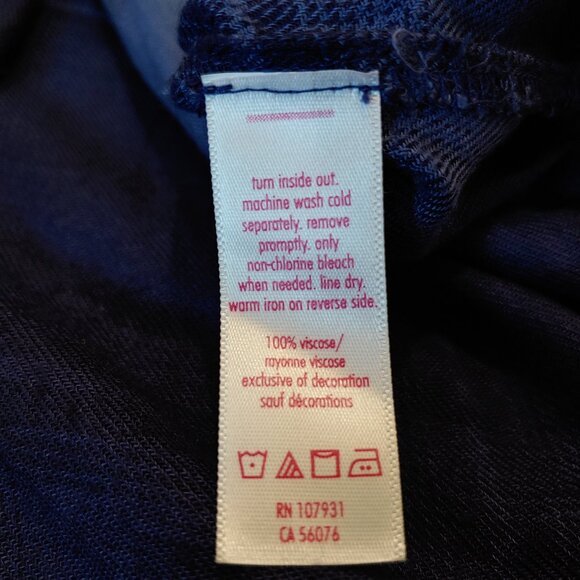 turn inside out.
machine wash cold
separately. remove
promptly. only
non-chlorine bleach
when needed. line dry.
warm iron on reverse side.
100% viscose/
rayonne viscose
exclusive of decoration
sauf décorations
RN 107931
CA 56076